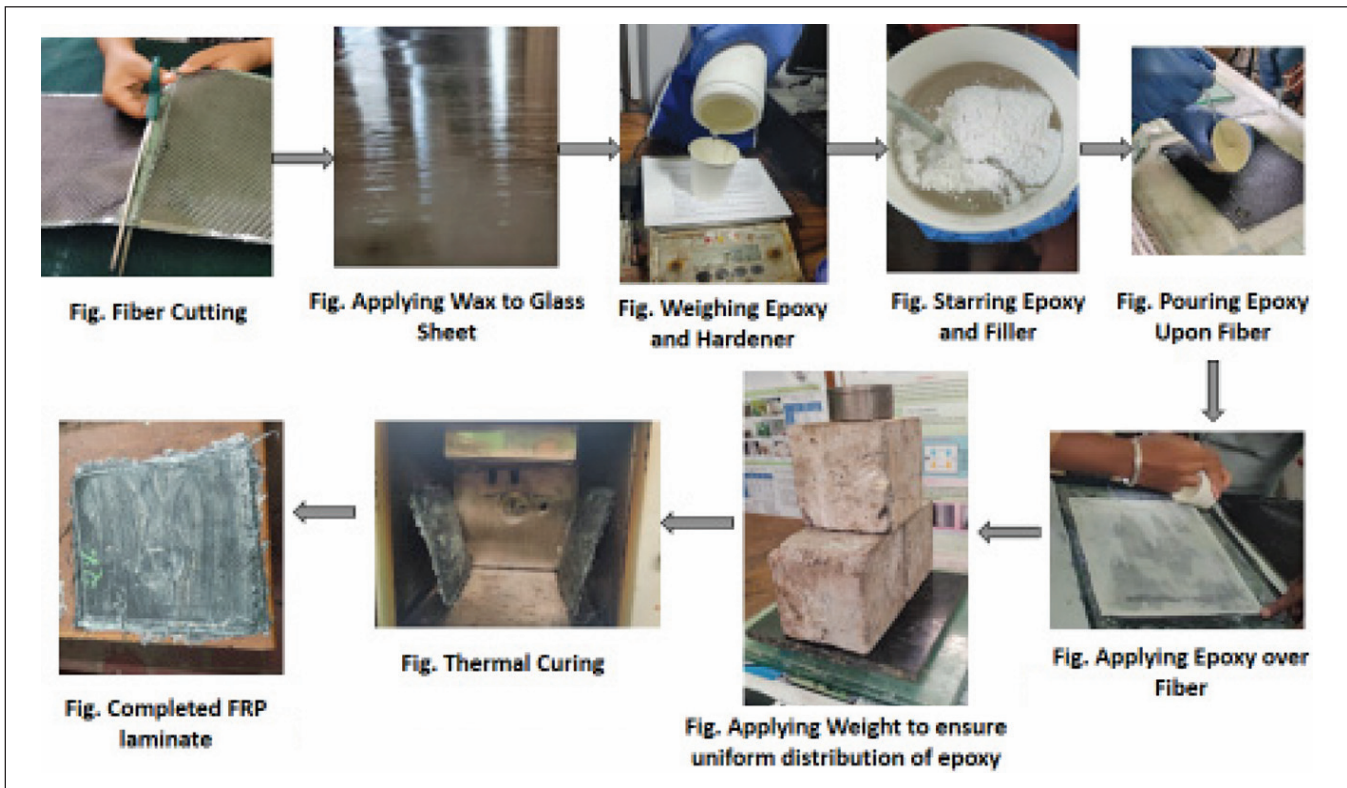 Fig. Fiber Cutting
Fig. Applying Wax to Glass
Sheet
Fig. Weighing Epoxy
and Hardener
Fig. Starring Epoxy
and Filler
Fig. Pouring Epoxy
Upon Fiber
Fig. Applying Epoxy over
Fiber
Fig. Applying Weight to ensure
uniform distribution of epoxy
Fig. Thermal Curing
Fig. Completed FRP
laminate